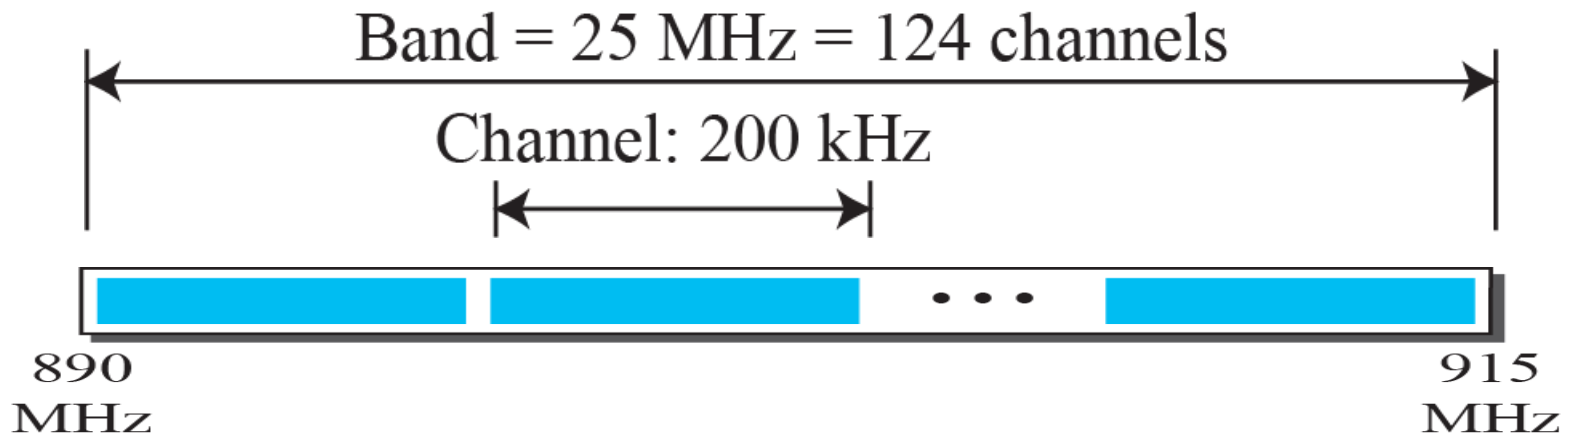 Band = 25 MHz = 124 channels
Channel: 200 kHz
890
MHz
915
MHz